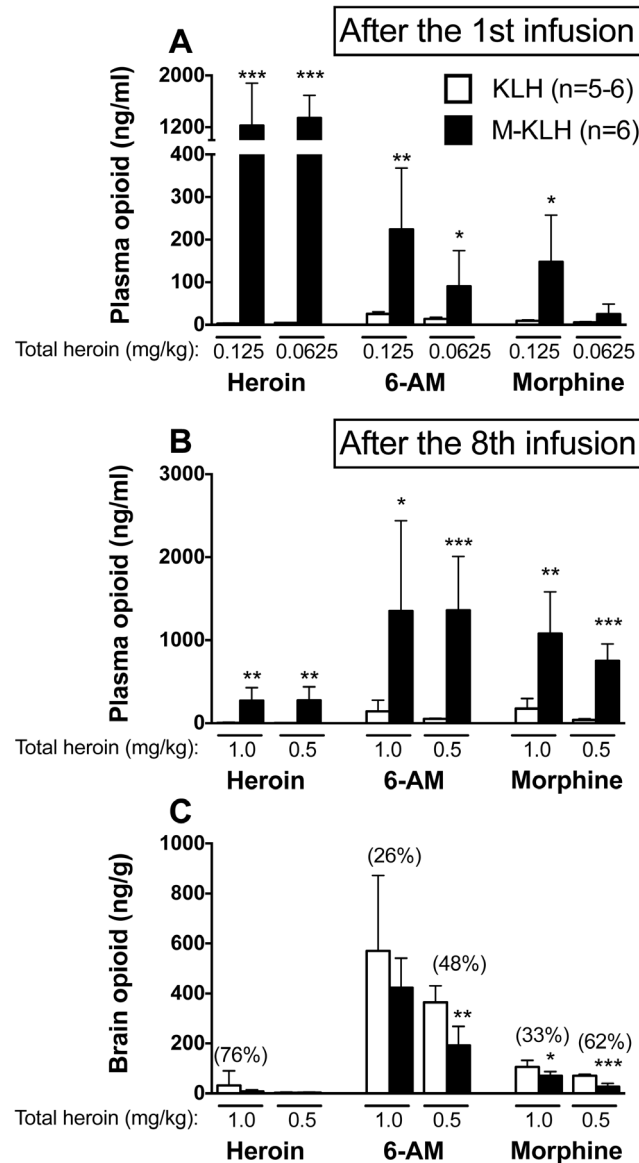 A
After the 1st infusion
KLH (n=5-6)
M-KLH (n=6)
Plasma opioid (ng/ml)
2000
1200
400
300
200
100
0
*** *** ** * *
Total heroin (mg/kg): 0.125 0.0625 0.125 0.0625 0.125 0.0625
Heroin 6-AM Morphine
B
After the 8th infusion
Plasma opioid (ng/ml)
3000
2000
1000
0
** ** * *** ** ***
Total heroin (mg/kg): 1.0 0.5 1.0 0.5 1.0 0.5
Heroin 6-AM Morphine
C
Brain opioid (ng/g)
1000
800
600
400
200
0
(76%) (26%) (48%) (33%) (62%)
** * ***
Total heroin (mg/kg): 1.0 0.5 1.0 0.5 1.0 0.5
Heroin 6-AM Morphine